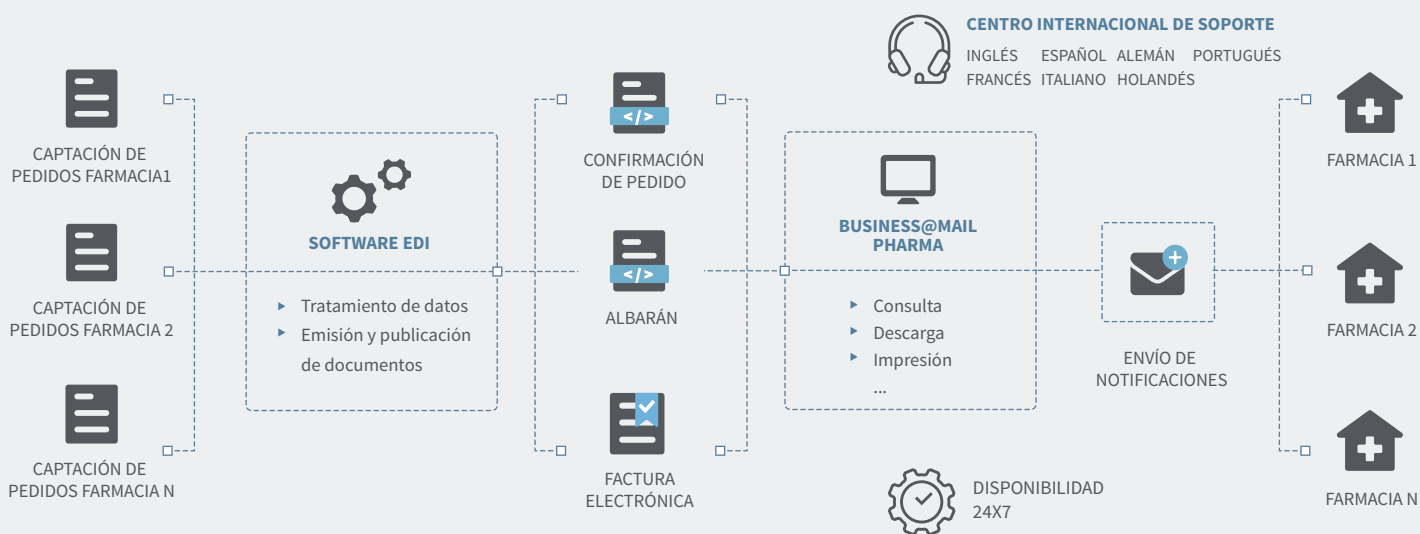 CENTRO INTERNACIONAL DE SOPORTE
INGLÉS ESPAÑOL ALEMÁN PORTUGUÉS
FRANCÉS ITALIANO HOLANDÉS
CAPTACIÓN DE
PEDIDOS FARMACIA1
CAPTACIÓN DE
PEDIDOS FARMACIA 2
CAPTACIÓN DE
PEDIDOS FARMACIA N
SOFTWARE EDI
Tratamiento de datos
Emisión y publicación
de documentos
</>
CONFIRMACIÓN
DE PEDIDO
</>
ALBARÁN
FACTURA
ELECTRÓNICA
BUSINESS@MAIL
PHARMA
Consulta
Descarga
Impresión
...
ENVÍO DE
NOTIFICACIONES
DISPONIBILIDAD
24X7
FARMACIA 1
FARMACIA 2
FARMACIA N